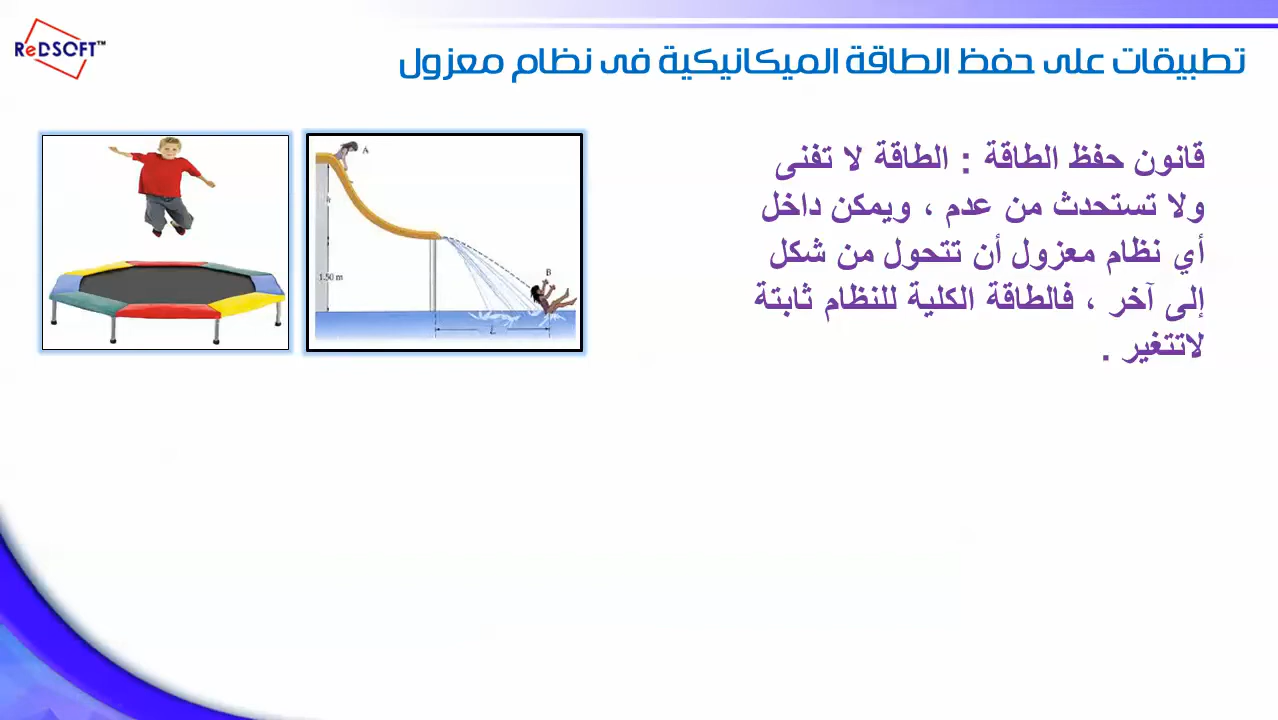 ReDSOFT™
تطبيقات على حفظ الطاقة الميكانيكية فى نظام معزول
قانون حفظ الطاقة : الطاقة لا تفنى
ولا تستحدث من عدم ، ويمكن داخل
أي نظام معزول أن تتحول من شكل
إلى آخر ، فالطاقة الكلية للنظام ثابتة
لاتتغير .
A
1.50 m
B
L